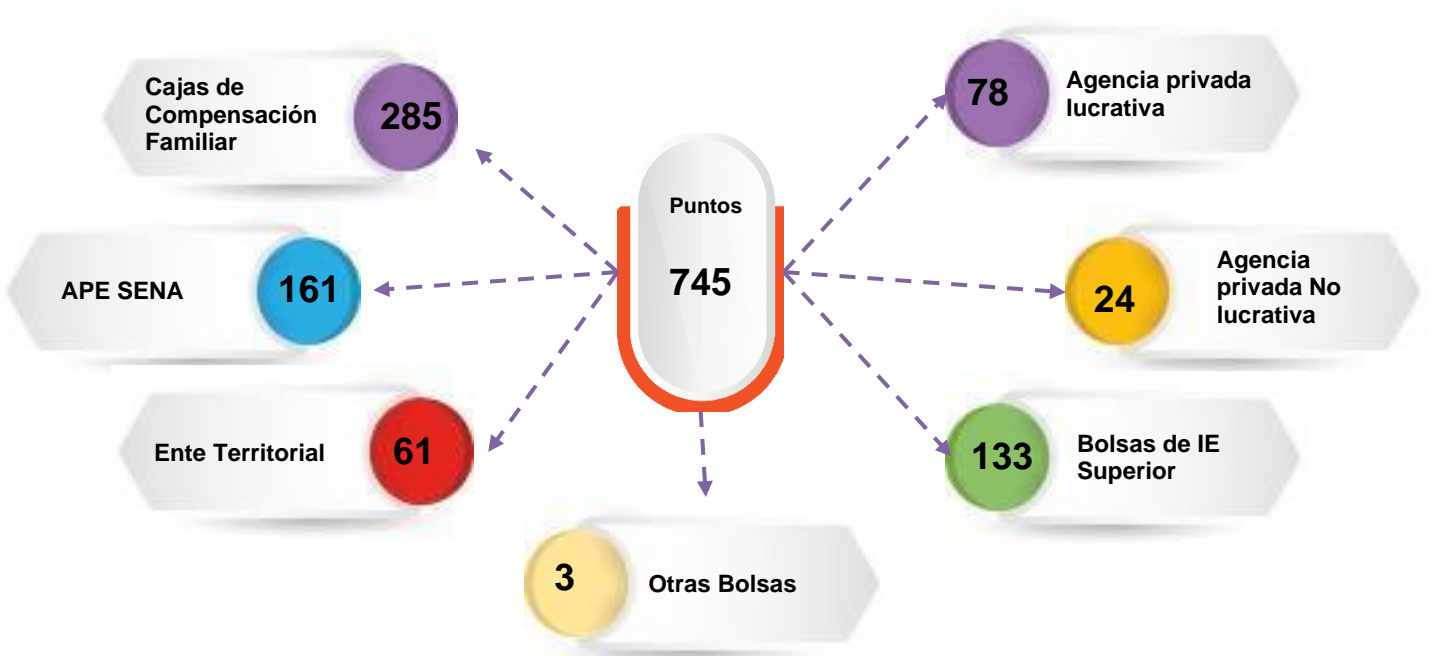 Cajas de
Compensación
Familiar
285
APE SENA
161
Ente Territorial
61
Puntos
745
3
Otras Bolsas
78
Agencia privada
lucrativa
24
Agencia
privada No
lucrativa
133
Bolsas de IE
Superior